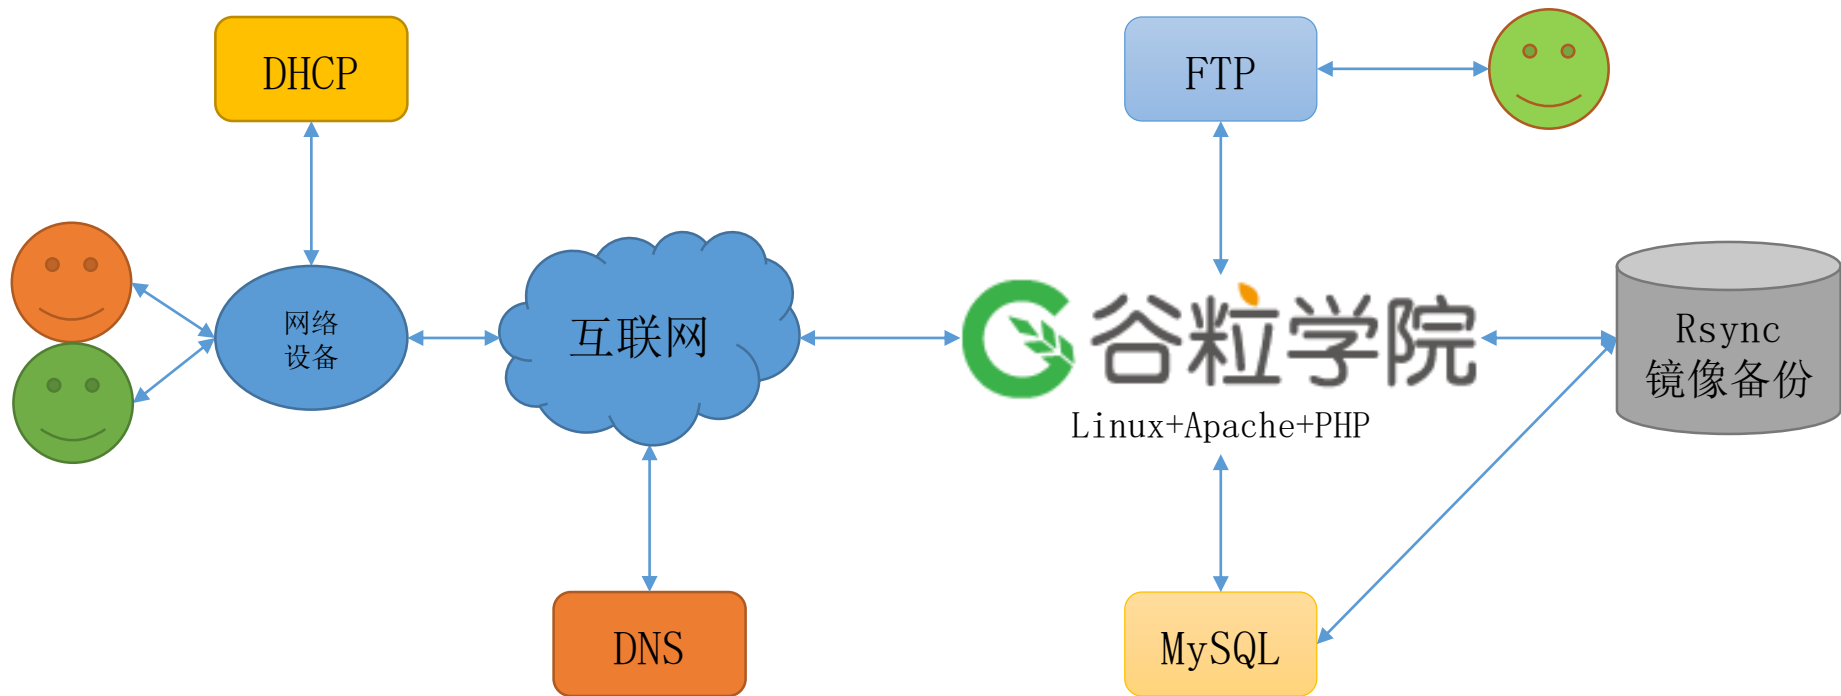 DHCP
FTP
网络
设备
互联网
谷粒学院
Linux+Apache+PHP
Rsync
镜像备份
DNS
MySQL